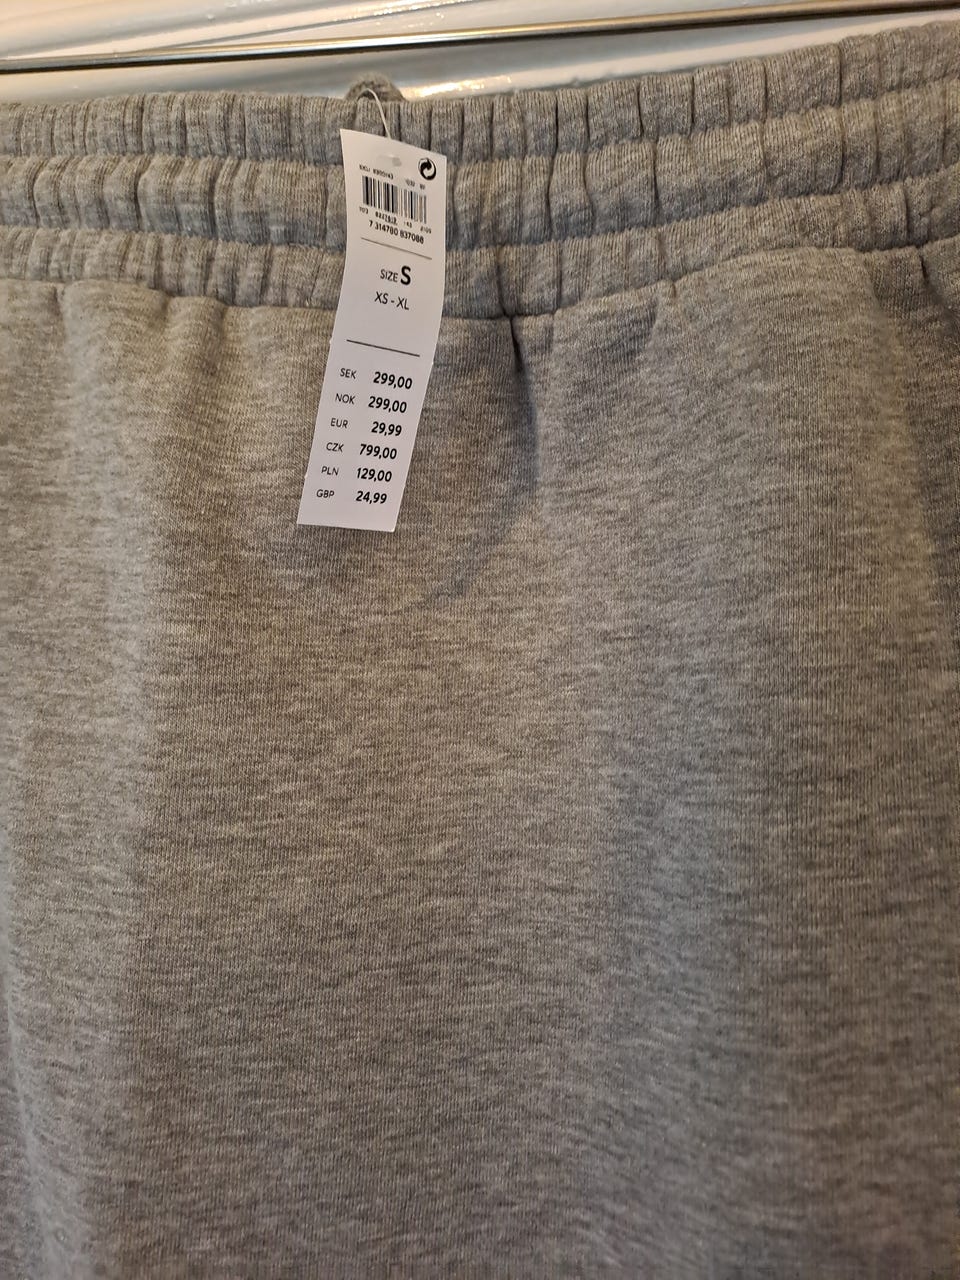 7 314780 837088
SIZE S
XS - XL
SEK 299,00
NOK 299,00
EUR 29,99
CZK 799,00
PLN 129,00
GBP 24,99